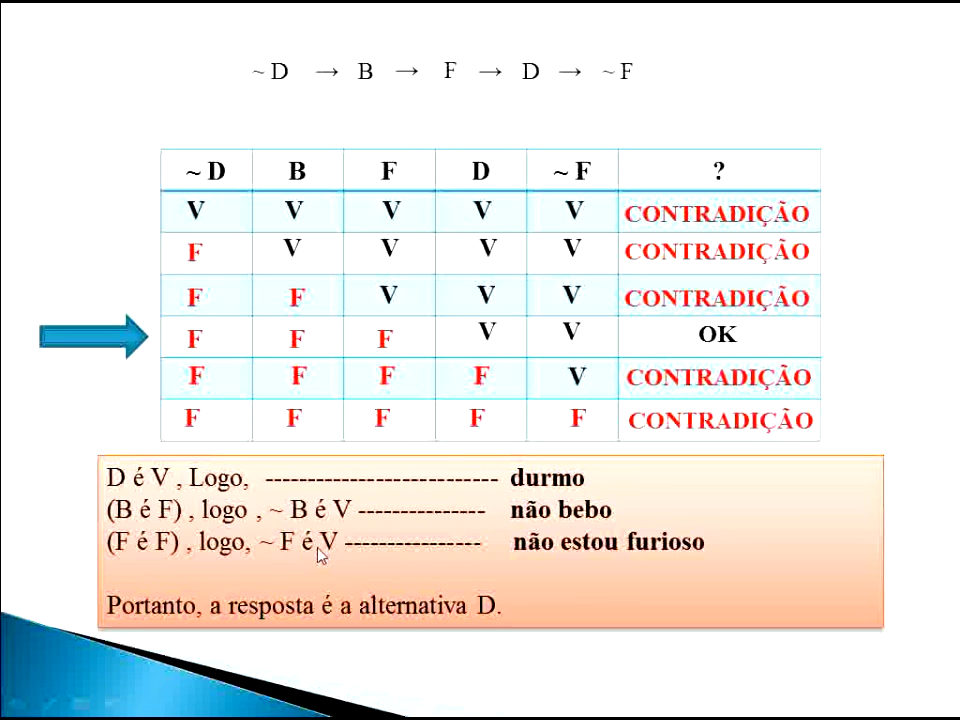 ~ D → B → F → D → ~ F
~ D B F D ~ F ?
V V V V V CONTRADIÇÃO
F V V V V CONTRADIÇÃO
F F V V V CONTRADIÇÃO
F F F V V OK
F F F F V CONTRADIÇÃO
F F F F F CONTRADIÇÃO
D é V , Logo, --------------------------- durmo
(B é F) , logo , ~ B é V --------------- não bebo
(F é F) , logo, ~ F é V ---------------- não estou furioso
Portanto, a resposta é a alternativa D.